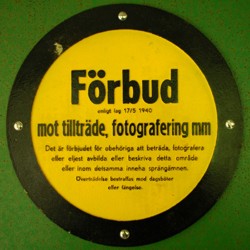 Förbud
enligt lag 17/5 1940
mot tillträde, fotografering mm
Det är förbjudet för obehöriga att beträda, fotografera
eller eljest avbilda eller beskriva detta område
eller inom detsamma inneha sprängämnen.
Överträdelse bestraffas med dagsböter
eller fängelse.